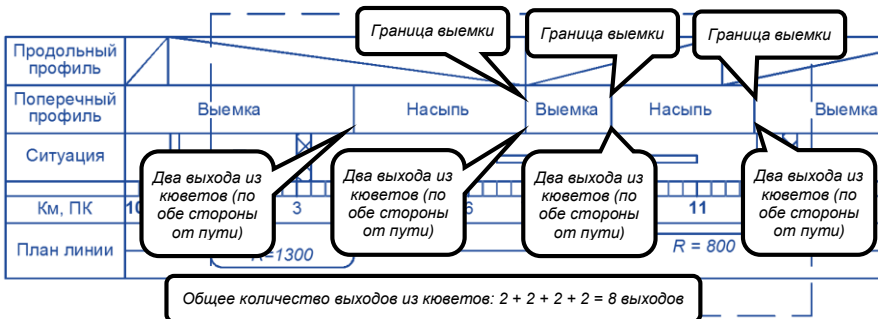 Граница выемки
Граница выемки
Граница выемки
Продольный
профиль
Поперечный
профиль
Выемка
Насыпь
Выемка
Насыпь
Выемка
Ситуация
Два выхода из
кюветов (по
обе стороны
от пути)
Два выхода из
кюветов (по
обе стороны
от пути)
Два выхода из
кюветов (по
обе стороны
от пути)
Два выхода из
кюветов (по
обе стороны
от пути)
Км, ПК
3
11
План линии
R = 800
=1300
Общее количество выходов из кюветов: 2 + 2 + 2 + 2 = 8 выходов